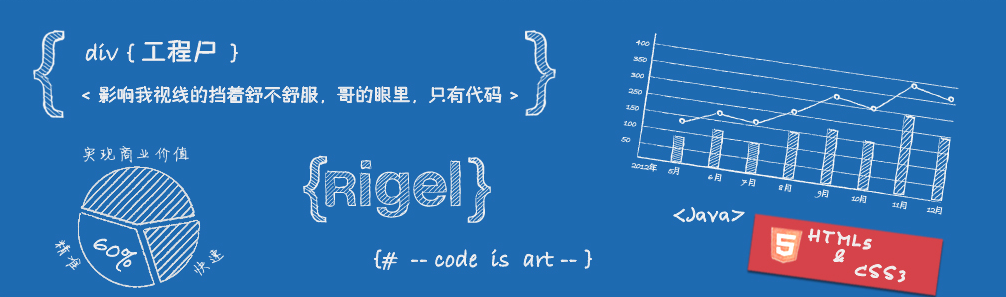 div { 工程尸 }
< 影响我视线的挡着舒不舒服，哥的眼里，只有代码 >
实现商业价值
60%
精准
快速
{Rigel}
{# -- code is art -- }
400
350
300
250
150
100
50
2012年
5月
6月
7月
8月
9月
10月
11月
12月
<Java>
5
HTML5
&
CSS3